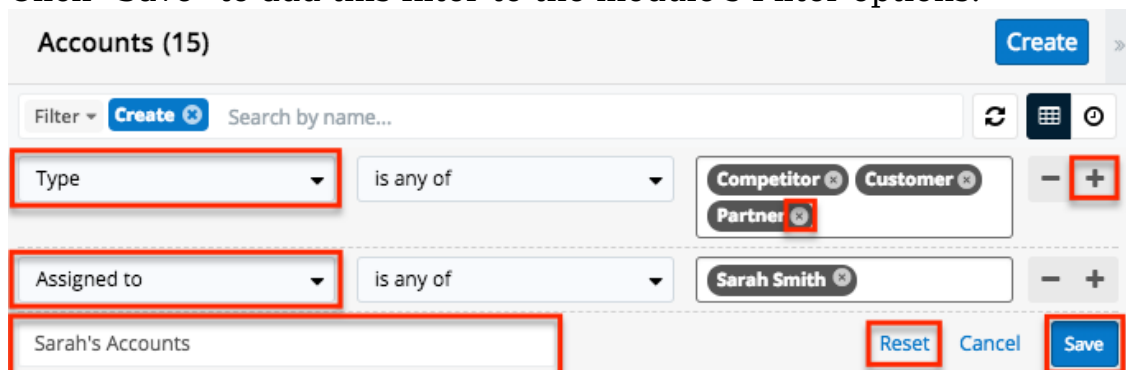 Click "Save" to add this filter to the module's Filter options.
Accounts (15) Create »
Filter Create Search by name...
Type is any of Competitor Customer
Partner
Assigned to is any of Sarah Smith
Sarah's Accounts Reset Cancel Save